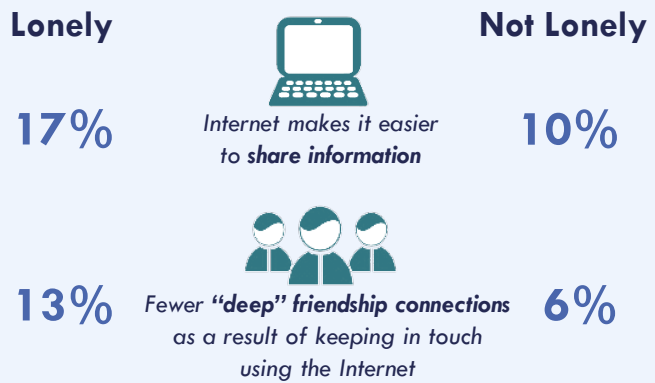 Lonely
Not Lonely
17%
Internet makes it easier
to share information
10%
13%
Fewer “deep” friendship connections
as a result of keeping in touch
using the Internet
6%